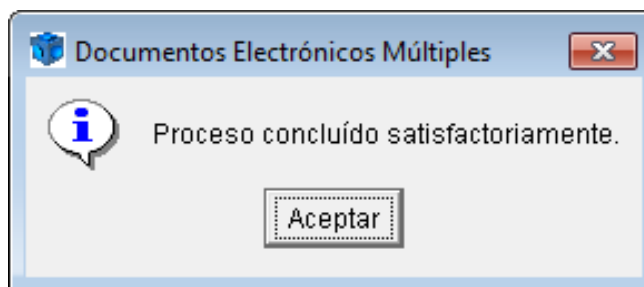 Documentos Electrónicos Múltiples
Proceso concluído satisfactoriamente.
Aceptar